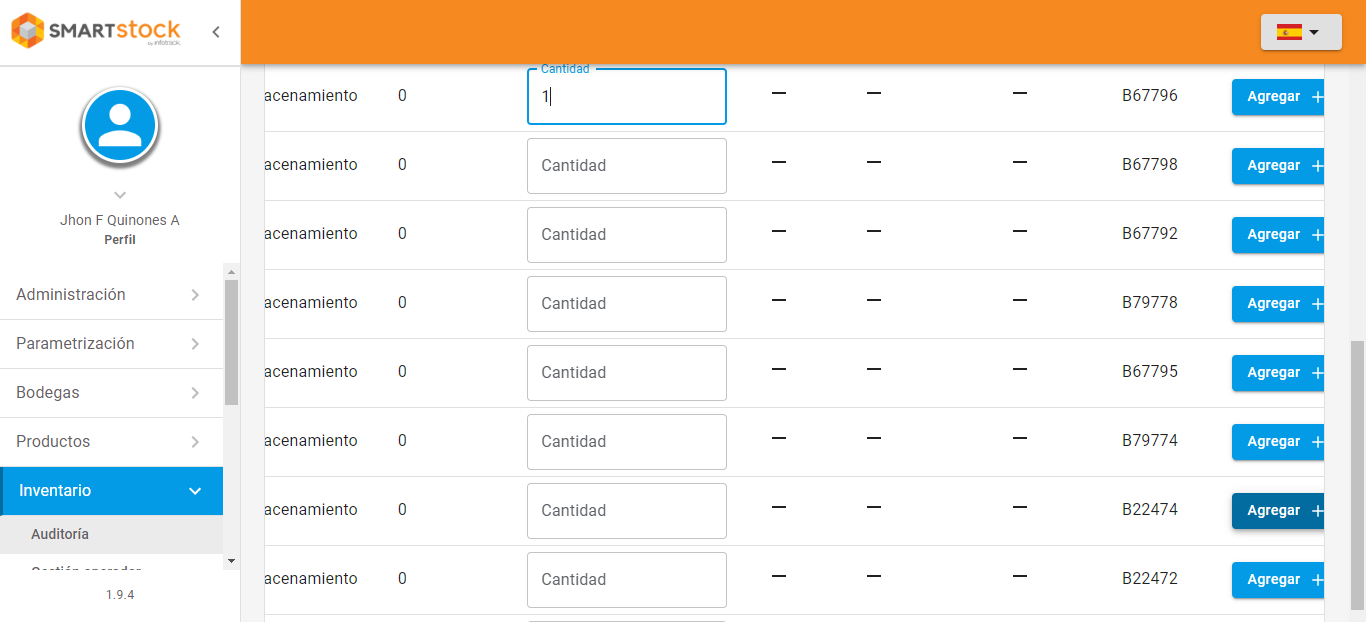 SMARTstock
by infotrack.
Jhon F Quinones A
Perfil
Administración
Parametrización
Bodegas
Productos
Inventario
Auditoría
Gestión operador
1.9.4
Cantidad
acenamiento 0 1 — — — B67796 Agregar +
acenamiento 0 Cantidad — — — B67798 Agregar +
acenamiento 0 Cantidad — — — B67792 Agregar +
acenamiento 0 Cantidad — — — B79778 Agregar +
acenamiento 0 Cantidad — — — B67795 Agregar +
acenamiento 0 Cantidad — — — B79774 Agregar +
acenamiento 0 Cantidad — — — B22474 Agregar +
acenamiento 0 Cantidad — — — B22472 Agregar +